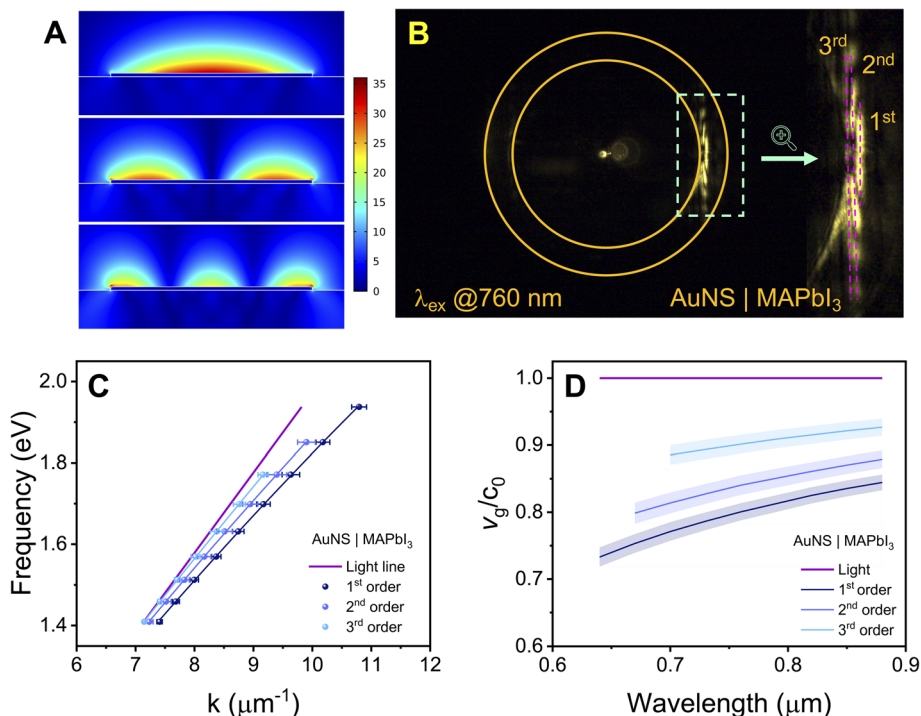 A
35
30
25
20
15
10
5
0
B
3rd
2nd
1st
λex @760 nm
AuNS | MAPbI3
C
2.0
1.8
1.6
1.4
Frequency (eV)
AuNS | MAPbI3
Light line
1st order
2nd order
3rd order
6 7 8 9 10 11 12
k (μm-1)
D
1.0
0.9
0.8
0.7
0.6
vg/c0
AuNS | MAPbI3
Light
1st order
2nd order
3rd order
0.6 0.7 0.8 0.9
Wavelength (μm)